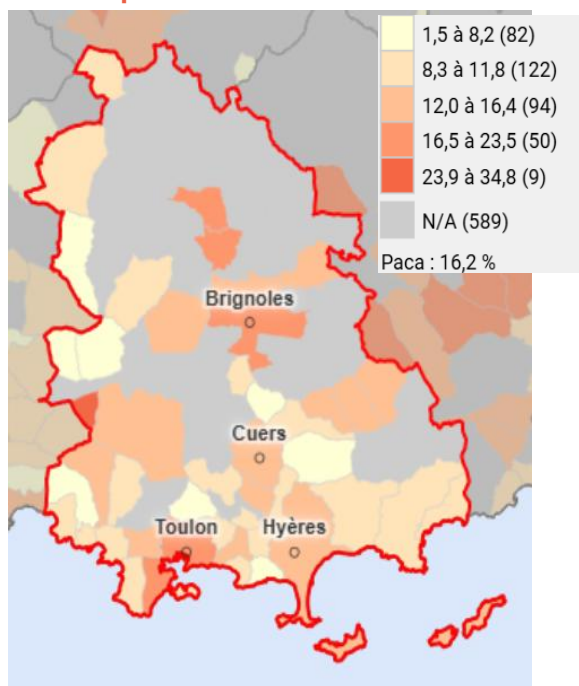 1,5 à 8,2 (82)
8,3 à 11,8 (122)
12,0 à 16,4 (94)
16,5 à 23,5 (50)
23,9 à 34,8 (9)
N/A (589)
Paca : 16,2 %
Brignoles
Cuers
Toulon
Hyères